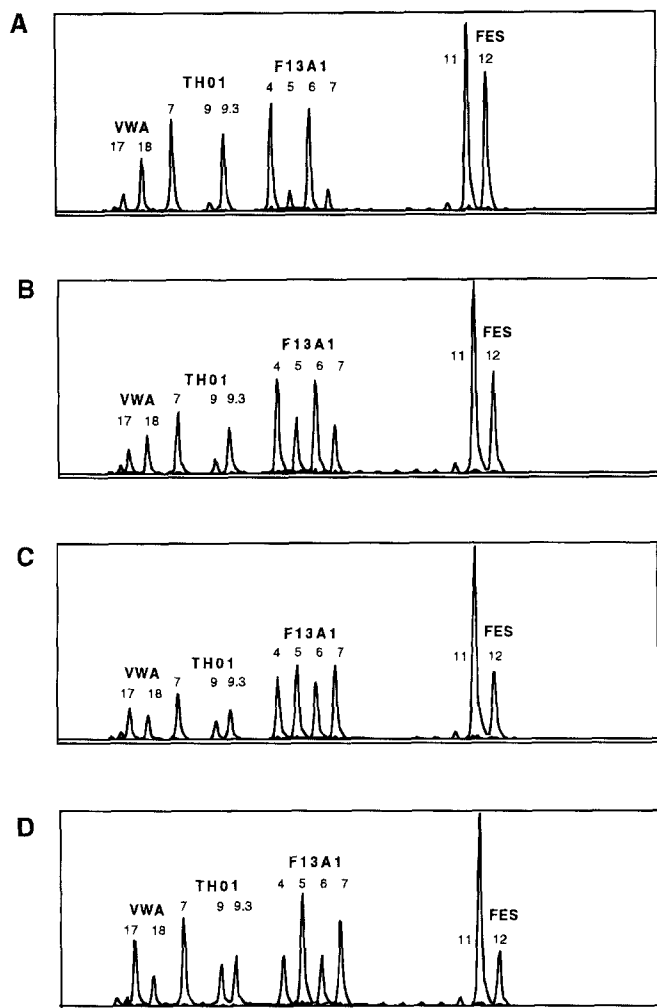 A
FES
F13A1
11 12
TH01
4 5 6 7
7 9 9.3
VWA
17 18
B
FES
F13A1
11 12
TH01
4 5 6 7
7 9 9.3
VWA
17 18
C
F13A1
FES
TH01
4 5 6 7
11 12
VWA
7 9 9.3
17 18
D
F13A1
FES
TH01
4 5 6 7
11 12
VWA
7 9 9.3
17 18